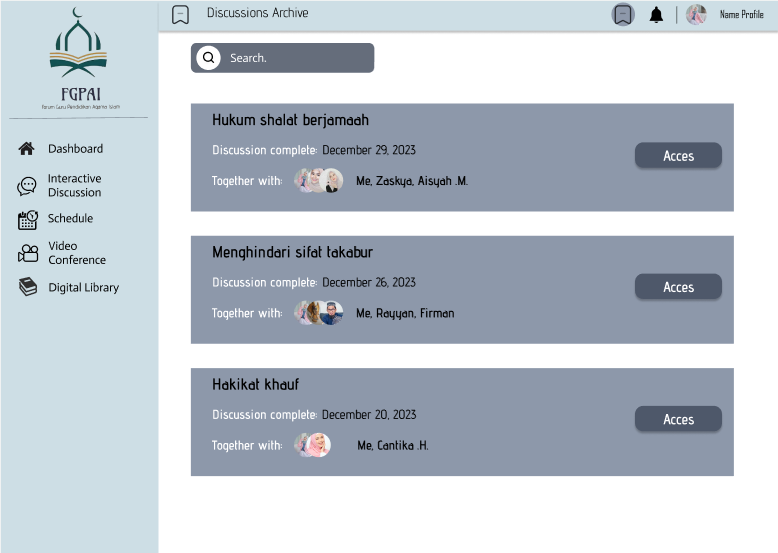 Discussions Archive
Name Profile
FGPAI
Forum Guru Pendidikan Agama Islam
Dashboard
Interactive
Discussion
Schedule
Video
Conference
Digital Library
Search.
Hukum shalat berjamaah
Discussion complete: December 29, 2023
Together with: Me, Zaskya, Aisyah .M.
Acces
Menghindari sifat takabur
Discussion complete: December 26, 2023
Together with: Me, Rayyan, Firman
Acces
Hakikat khauf
Discussion complete: December 20, 2023
Together with: Me, Cantika .H.
Acces